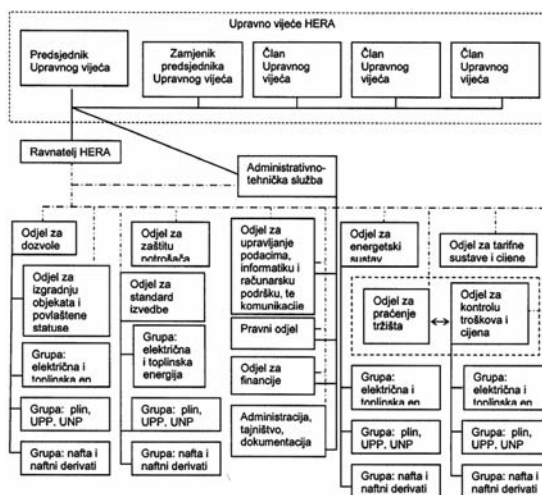 Upravno vijeće HERA
Predsjednik
Upravnog vijeća
Zamjenik
predsjednika
Upravnog vijeća
Član
Upravnog
vijeća
Član
Upravnog
vijeća
Član
Upravnog
vijeća
Ravnatelj HERA
Administrativno-
tehnička služba
Odjel za
dozvole
Odjel za
zaštitu
potrošača
Odjel za
upravljanje
podacima,
informatiku i
računarsku
podršku, te
komunikacije
Odjel za
energetski
sustav
Odjel za tarifne
sustave i cijene
Odjel za
izgradnju
objekata i
povlaštene
statuse
Odjel za
standard
izvedbe
Odjel za
praćenje
tržišta
Odjel za
kontrolu
troškova i
cijena
Grupa:
električna i
toplinska en
Grupa:
električna
i toplinska
energija
Pravni odjel
Odjel za
financije
Grupa:
električna i
toplinska en
Grupa:
električna i
toplinska en
Grupa: plin,
UPP, UNP
Grupa: plin,
UPP, UNP
Administracija,
tajništvo,
dokumentacija
Grupa: plin,
UPP, UNP
Grupa: plin,
UPP, UNP
Grupa: nafta i
naftni derivati
Grupa: nafta i
naftni derivati
Grupa: nafta i
naftni derivati
Grupa: nafta i
naftni derivati